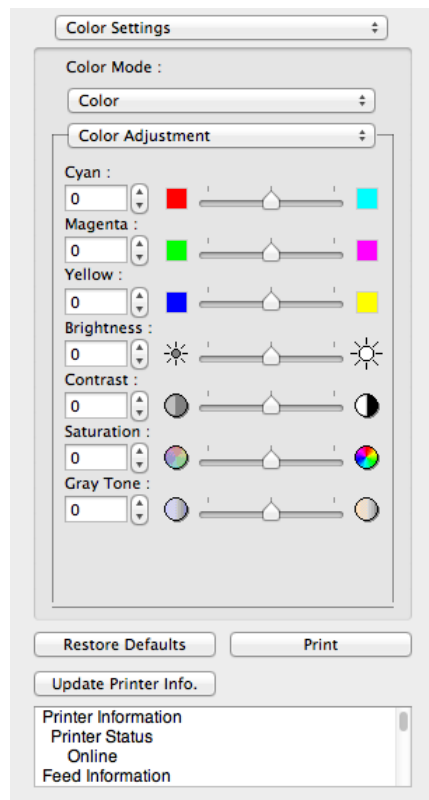 Color Settings
Color Mode :
Color
Color Adjustment
Cyan :
0
Magenta :
0
Yellow :
0
Brightness :
0
Contrast :
0
Saturation :
0
Gray Tone :
0
Restore Defaults
Print
Update Printer Info.
Printer Information
Printer Status
Online
Feed Information